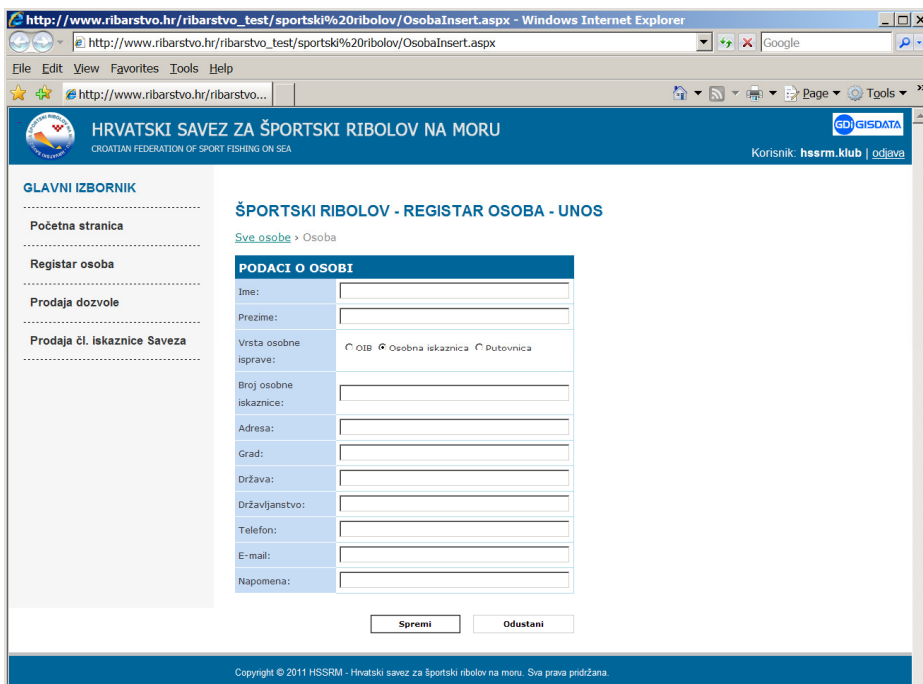 http://www.ribarstvo.hr/ribarstvo_test/sportski%20ribolov/OsobaInsert.aspx - Windows Internet Explorer
http://www.ribarstvo.hr/ribarstvo_test/sportski%20ribolov/OsobaInsert.aspx
Google
File Edit View Favorites Tools Help
http://www.ribarstvo.hr/ribarstvo...
Page Tools
HRVATSKI SAVEZ ZA ŠPORTSKI RIBOLOV NA MORU
CROATIAN FEDERATION OF SPORT FISHING ON SEA
GDi GISDATA
Korisnik: hssrm.klub | odjava
GLAVNI IZBORNIK
Početna stranica
Registar osoba
Prodaja dozvole
Prodaja čl. iskaznice Saveza
ŠPORTSKI RIBOLOV - REGISTAR OSOBA - UNOS
Sve osobe > Osoba
PODACI O OSOBI
Ime:
Prezime:
Vrsta osobne
isprave:
OIB Osobna iskaznica Putovnica
Broj osobne
iskaznice:
Adresa:
Grad:
Država:
Državljanstvo:
Telefon:
E-mail:
Napomena:
Spremi Odustani
Copyright © 2011 HSSRM - Hrvatski savez za športski ribolov na moru. Sva prava pridržana.